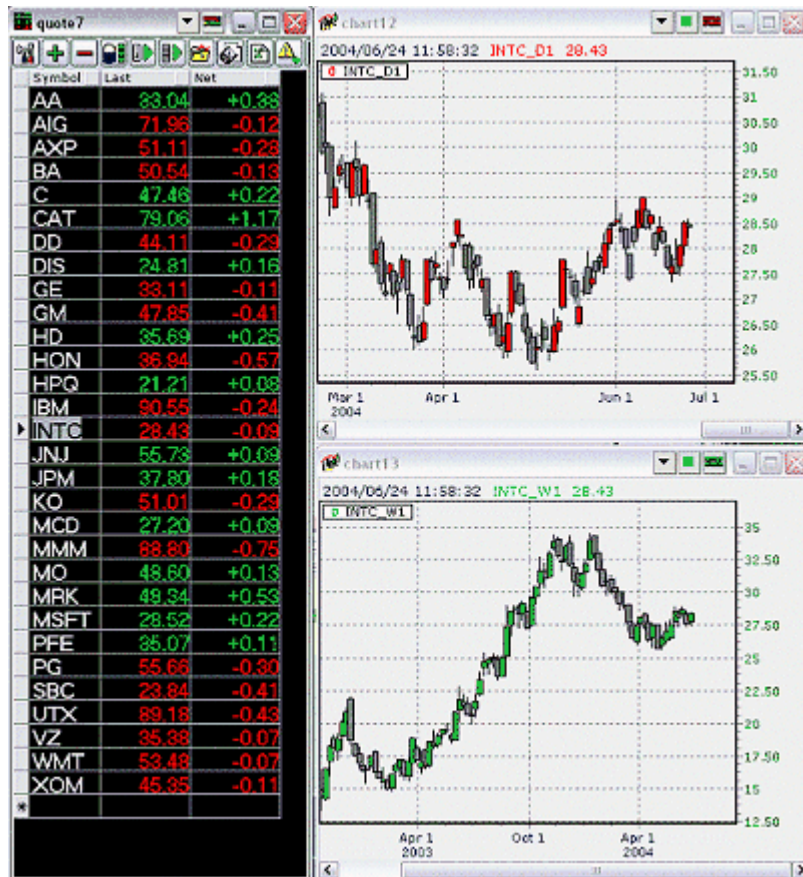 quote7
Symbol Last Net
AA 33.04 +0.38
AIG 71.96 -0.12
AXP 51.11 -0.28
BA 50.54 -0.13
C 47.46 +0.22
CAT 79.06 +1.17
DD 44.11 -0.29
DIS 24.81 +0.16
GE 33.11 -0.11
GM 47.85 -0.41
HD 35.69 +0.25
HON 36.94 -0.57
HPQ 21.21 +0.08
IBM 90.55 -0.24
INTC 28.43 -0.09
JNJ 55.73 +0.09
JPM 37.80 +0.18
KO 51.01 -0.29
MCD 27.20 +0.09
MMM 88.80 -0.75
MO 48.60 +0.13
MRK 48.34 +0.53
MSFT 28.52 +0.22
PFE 35.07 +0.11
PG 55.66 -0.30
SBC 23.84 -0.41
UTX 89.18 -0.43
VZ 35.38 -0.07
WMT 53.48 -0.07
XOM 45.35 -0.11
chart12
2004/06/24 11:58:32 INTC_D1 28.43
INTC_D1
31.50
31
30.50
30
29.50
29
28.50
28
27.50
27
26.50
26
25.50
Mar 1 Apr 1 Jun 1 Jul 1
2004
chart13
2004/06/24 11:58:32 INTC_W1 28.43
INTC_W1
35
32.50
30
27.50
25
22.50
20
17.50
15
12.50
Apr 1 Oct 1 Apr 1
2003 2004